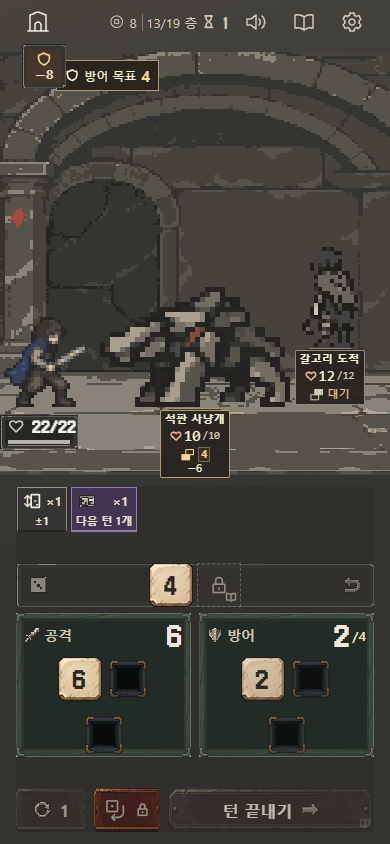 8 13/19 층 1
-8
방어 목표 4
갈고리 도적
12/12
대기
22/22
석판 사냥개
10/10
4
-6
×1
±1
×1
다음 턴 1개
4
공격 6
6
방어 2/4
2
1
턴 끝내기